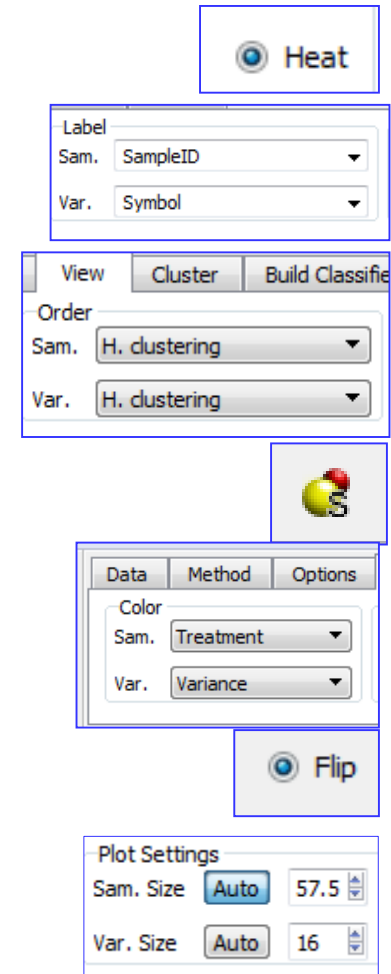 Heat
Label
Sam. SampleID
Var. Symbol
View Cluster Build Classifie
Order
Sam. H. clustering
Var. H. clustering
S
Data Method Options
Color
Sam. Treatment
Var. Variance
Flip
Plot Settings
Sam. Size Auto 57.5
Var. Size Auto 16